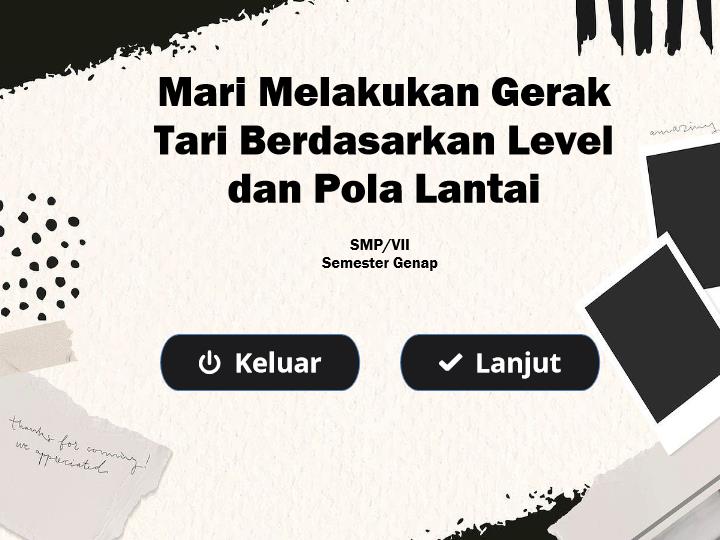 amazing
Mari Melakukan Gerak
Tari Berdasarkan Level
dan Pola Lantai
SMP/VII
Semester Genap
Keluar
Lanjut
thanks for coming!
we appreciated